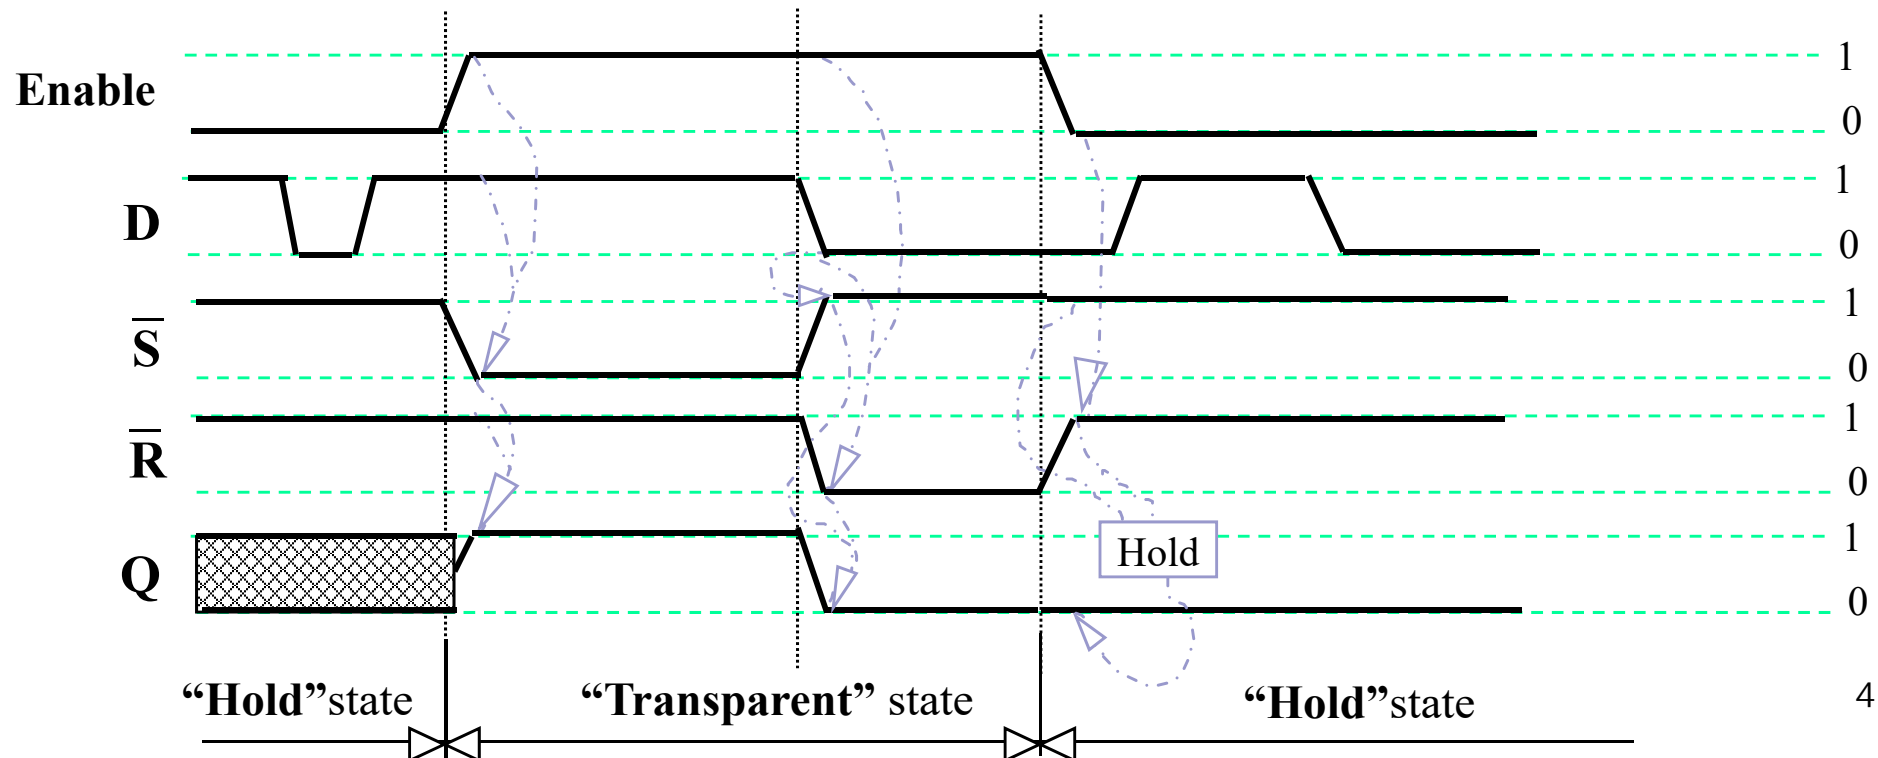 1
Enable
0
1
D
0
1
S̅
0
1
R̅
0
1
Hold
Q
0
“Hold”state “Transparent” state “Hold”state
4